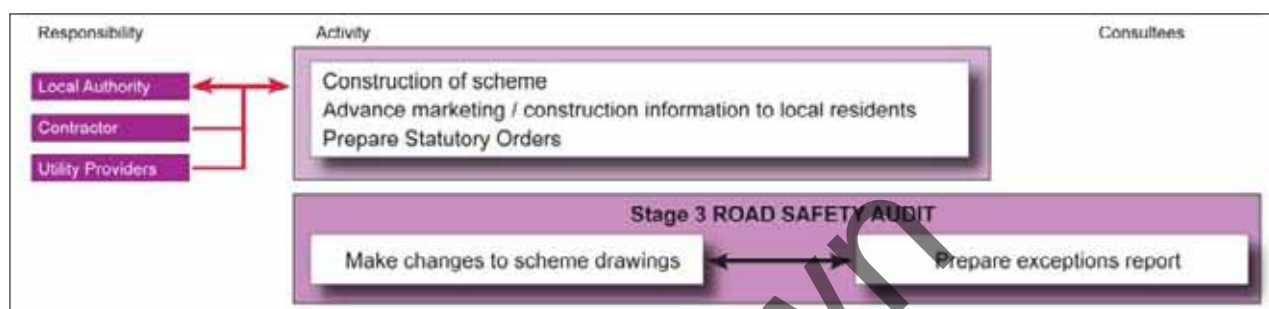 Responsibility Activity Consultees
Local Authority
Contractor
Utility Providers
Construction of scheme
Advance marketing / construction information to local residents
Prepare Statutory Orders
Stage 3 ROAD SAFETY AUDIT
Make changes to scheme drawings
Prepare exceptions report